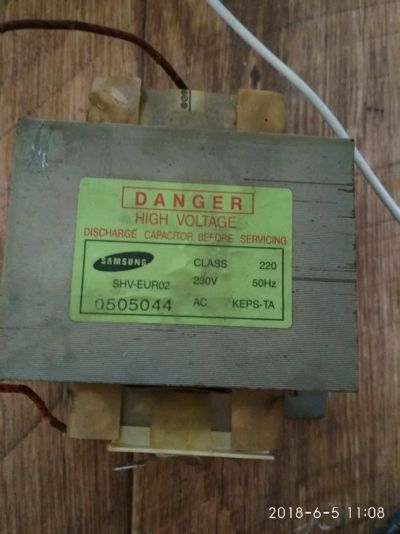 DANGER
HIGH VOLTAGE
DISCHARGE CAPACITOR BEFORE SERVICING
SAMSUNG CLASS 220
SHV-EUR02 230V 50Hz
0505044 AC KEPS-TA
2018-6-5 11:08